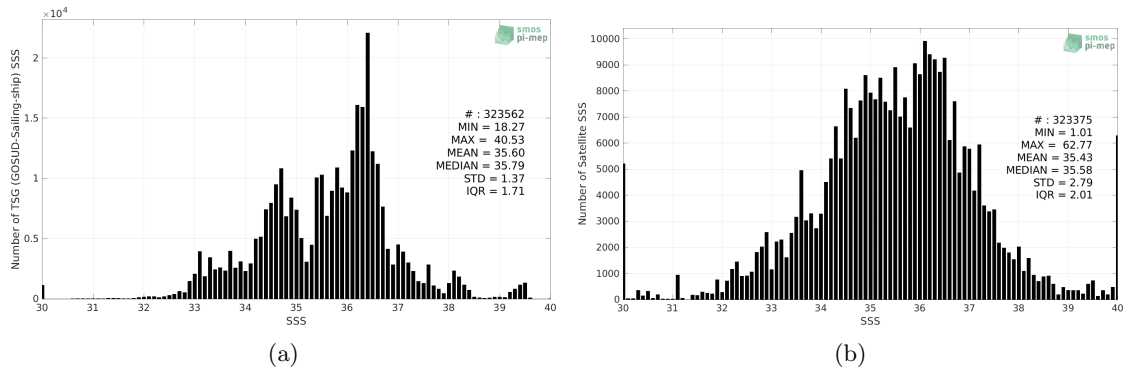 ×10⁴
2
1.5
1
0.5
0
30 31 32 33 34 35 36 37 38 39 40
SSS
Number of TSG (GOSUD-Sailing-ship) SSS
smos
pi-mep
# : 323562
MIN = 18.27
MAX = 40.53
MEAN = 35.60
MEDIAN = 35.79
STD = 1.37
IQR = 1.71
(a)
10000
9000
8000
7000
6000
5000
4000
3000
2000
1000
0
30 31 32 33 34 35 36 37 38 39 40
SSS
Number of Satellite SSS
smos
pi-mep
# : 323375
MIN = 1.01
MAX = 62.77
MEAN = 35.43
MEDIAN = 35.58
STD = 2.79
IQR = 2.01
(b)